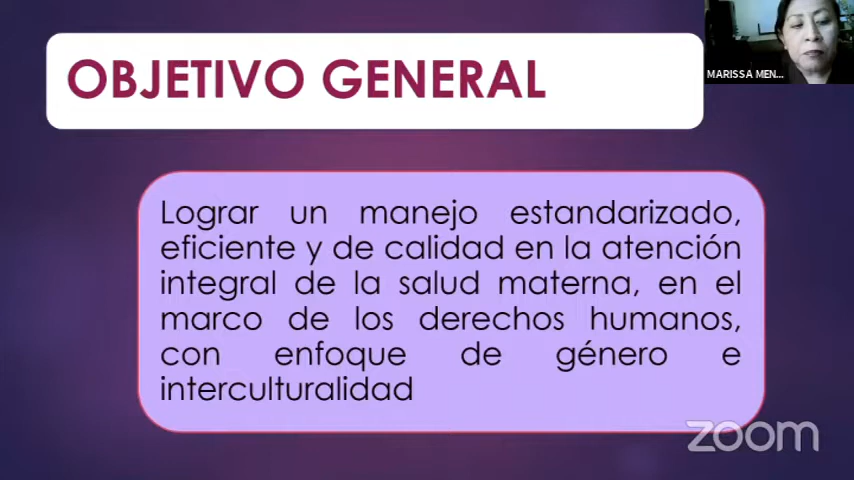 OBJETIVO GENERAL
MARISSA MEN...
Lograr un manejo estandarizado,
eficiente y de calidad en la atención
integral de la salud materna, en el
marco de los derechos humanos,
con enfoque de género e
interculturalidad
zoom